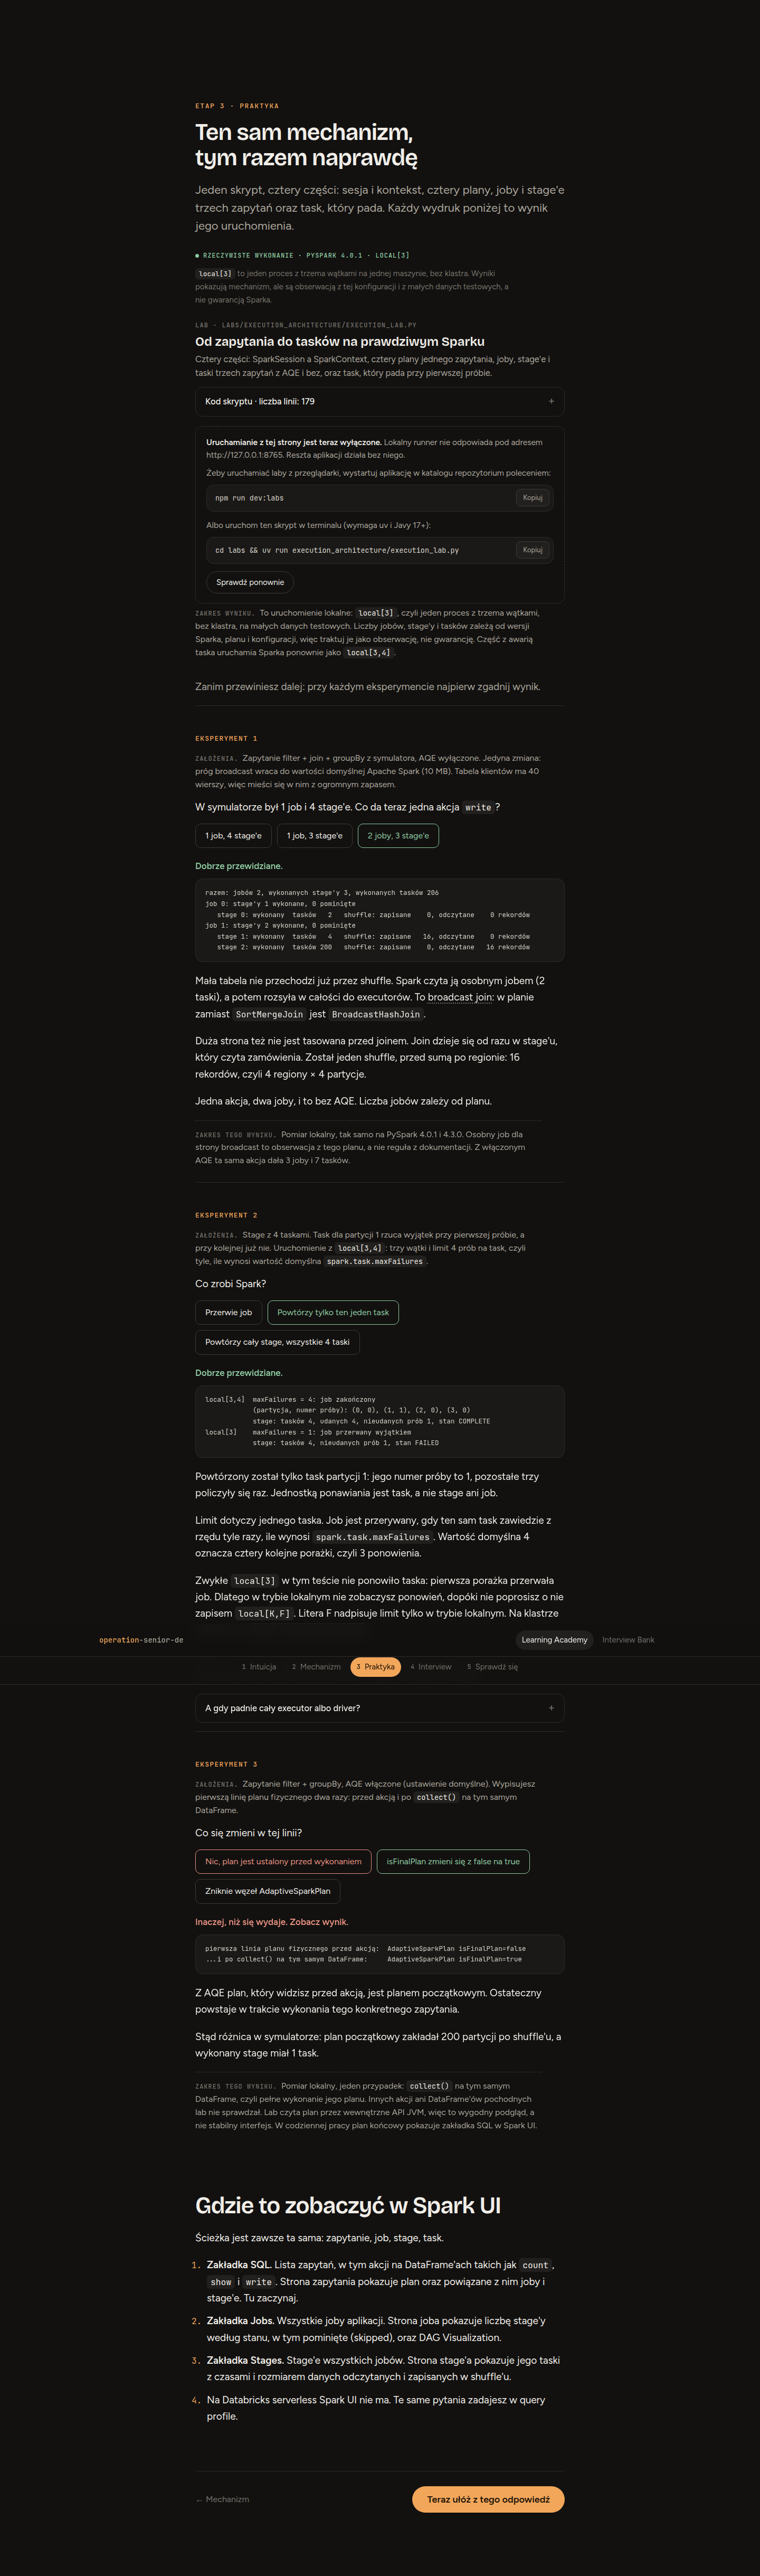 ETAP 3 · PRAKTYKA
Ten sam mechanizm,
tym razem naprawdę
Jeden skrypt, cztery części: sesja i kontekst, cztery plany, joby i stage'e
trzech zapytań oraz task, który pada. Każdy wydruk poniżej to wynik
jego uruchomienia.
RZECZYWISTE WYKONANIE · PYSPARK 4.0.1 · LOCAL[3]
local[3] to jeden proces z trzema wątkami na jednej maszynie, bez klastra. Wyniki
pokazują mechanizm, ale są obserwacją z tej konfiguracji i z małych danych testowych, a
nie gwarancją Sparka.
LAB · LABS/EXECUTION_ARCHITECTURE/EXECUTION_LAB.PY
Od zapytania do tasków na prawdziwym Sparku
Cztery części: SparkSession a SparkContext, cztery plany jednego zapytania, joby, stage'e i
taski trzech zapytań z AQE i bez, oraz task, który pada przy pierwszej próbie.
Kod skryptu · liczba linii: 179 +
Uruchamianie z tej strony jest teraz wyłączone. Lokalny runner nie odpowiada pod adresem
http://127.0.0.1:8765. Reszta aplikacji działa bez niego.
Żeby uruchamiać laby z przeglądarki, wystartuj aplikację w katalogu repozytorium poleceniem:
npm run dev:labs Kopiuj
Albo uruchom ten skrypt w terminalu (wymaga uv i Javy 17+):
cd labs && uv run execution_architecture/execution_lab.py Kopiuj
Sprawdź ponownie
ZAKRES WYNIKU. To uruchomienie lokalne: local[3], czyli jeden proces z trzema wątkami,
bez klastra, na małych danych testowych. Liczby jobów, stage'y i tasków zależą od wersji
Sparka, planu i konfiguracji, więc traktuj je jako obserwację, nie gwarancję. Część z awarią
taska uruchamia Sparka ponownie jako local[3,4].
Zanim przewiniesz dalej: przy każdym eksperymencie najpierw zgadnij wynik.
EKSPERYMENT 1
ZAŁOŻENIA. Zapytanie filter + join + groupBy z symulatora, AQE wyłączone. Jedyna zmiana:
próg broadcast wraca do wartości domyślnej Apache Spark (10 MB). Tabela klientów ma 40
wierszy, więc mieści się w nim z ogromnym zapasem.
W symulatorze był 1 job i 4 stage'e. Co da teraz jedna akcja write?
1 job, 4 stage'e 1 job, 3 stage'e 2 joby, 3 stage'e
Dobrze przewidziane.
razem: jobów 2, wykonanych stage'y 3, wykonanych tasków 206
job 0: stage'y 1 wykonane, 0 pominięte
stage 0: wykonany tasków 2 shuffle: zapisane 0, odczytane 0 rekordów
job 1: stage'y 2 wykonane, 0 pominięte
stage 1: wykonany tasków 4 shuffle: zapisane 16, odczytane 0 rekordów
stage 2: wykonany tasków 200 shuffle: zapisane 0, odczytane 16 rekordów
Mała tabela nie przechodzi już przez shuffle. Spark czyta ją osobnym jobem (2
taski), a potem rozsyła w całości do executorów. To broadcast join: w planie
zamiast SortMergeJoin jest BroadcastHashJoin.
Duża strona też nie jest tasowana przed joinem. Join dzieje się od razu w stage'u,
który czyta zamówienia. Został jeden shuffle, przed sumą po regionie: 16
rekordów, czyli 4 regiony × 4 partycje.
Jedna akcja, dwa joby, i to bez AQE. Liczba jobów zależy od planu.
ZAKRES TEGO WYNIKU. Pomiar lokalny, tak samo na PySpark 4.0.1 i 4.3.0. Osobny job dla
strony broadcast to obserwacja z tego planu, a nie reguła z dokumentacji. Z włączonym
AQE ta sama akcja dała 3 joby i 7 tasków.
EKSPERYMENT 2
ZAŁOŻENIA. Stage z 4 taskami. Task dla partycji 1 rzuca wyjątek przy pierwszej próbie, a
przy kolejnej już nie. Uruchomienie z local[3,4]: trzy wątki i limit 4 prób na task, czyli
tyle, ile wynosi wartość domyślna spark.task.maxFailures.
Co zrobi Spark?
Przerwie job Powtórzy tylko ten jeden task
Powtórzy cały stage, wszystkie 4 taski
Dobrze przewidziane.
local[3,4] maxFailures = 4: job zakończony
(partycja, numer próby): (0, 0), (1, 1), (2, 0), (3, 0)
stage: tasków 4, udanych 4, nieudanych prób 1, stan COMPLETE
local[3] maxFailures = 1: job przerwany wyjątkiem
stage: tasków 4, nieudanych prób 1, stan FAILED
Powtórzony został tylko task partycji 1: jego numer próby to 1, pozostałe trzy
policzyły się raz. Jednostką ponawiania jest task, a nie stage ani job.
Limit dotyczy jednego taska. Job jest przerywany, gdy ten sam task zawiedzie z
rzędu tyle razy, ile wynosi spark.task.maxFailures. Wartość domyślna 4
oznacza cztery kolejne porażki, czyli 3 ponowienia.
Zwykłe local[3] w tym teście nie ponowiło taska: pierwsza porażka przerwała
job. Dlatego w trybie lokalnym nie zobaczysz ponowień, dopóki nie poprosisz o nie
zapisem local[K,F]. Litera F nadpisuje limit tylko w trybie lokalnym. Na klastrze
operation-senior-de Learning Academy Interview Bank
1 Intuicja 2 Mechanizm 3 Praktyka 4 Interview 5 Sprawdź się
A gdy padnie cały executor albo driver? +
EKSPERYMENT 3
ZAŁOŻENIA. Zapytanie filter + groupBy, AQE włączone (ustawienie domyślne). Wypisujesz
pierwszą linię planu fizycznego dwa razy: przed akcją i po collect() na tym samym
DataFrame.
Co się zmieni w tej linii?
Nic, plan jest ustalony przed wykonaniem isFinalPlan zmieni się z false na true
Zniknie węzeł AdaptiveSparkPlan
Inaczej, niż się wydaje. Zobacz wynik.
pierwsza linia planu fizycznego przed akcją: AdaptiveSparkPlan isFinalPlan=false
...i po collect() na tym samym DataFrame: AdaptiveSparkPlan isFinalPlan=true
Z AQE plan, który widzisz przed akcją, jest planem początkowym. Ostateczny
powstaje w trakcie wykonania tego konkretnego zapytania.
Stąd różnica w symulatorze: plan początkowy zakładał 200 partycji po shuffle'u, a
wykonany stage miał 1 task.
ZAKRES TEGO WYNIKU. Pomiar lokalny, jeden przypadek: collect() na tym samym
DataFrame, czyli pełne wykonanie jego planu. Innych akcji ani DataFrame'ów pochodnych
lab nie sprawdzał. Lab czyta plan przez wewnętrzne API JVM, więc to wygodny podgląd, a
nie stabilny interfejs. W codziennej pracy plan końcowy pokazuje zakładka SQL w Spark UI.
Gdzie to zobaczyć w Spark UI
Ścieżka jest zawsze ta sama: zapytanie, job, stage, task.
1. Zakładka SQL. Lista zapytań, w tym akcji na DataFrame'ach takich jak count,
show i write. Strona zapytania pokazuje plan oraz powiązane z nim joby i
stage'e. Tu zaczynaj.
2. Zakładka Jobs. Wszystkie joby aplikacji. Strona joba pokazuje liczbę stage'y
według stanu, w tym pominięte (skipped), oraz DAG Visualization.
3. Zakładka Stages. Stage'e wszystkich jobów. Strona stage'a pokazuje jego taski
z czasami i rozmiarem danych odczytanych i zapisanych w shuffle'u.
4. Na Databricks serverless Spark UI nie ma. Te same pytania zadajesz w query
profile.
← Mechanizm Teraz ułóż z tego odpowiedź